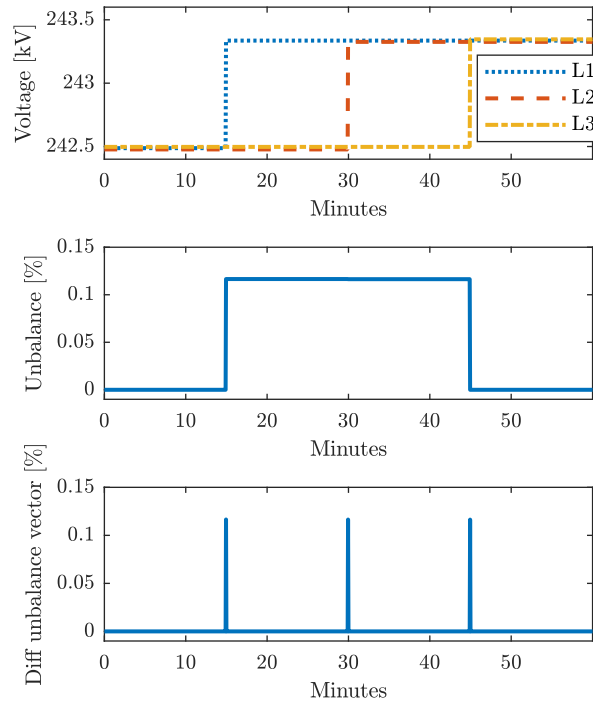 Voltage [kV]
243.5
243
242.5
L1
L2
L3
0 10 20 30 40 50
Minutes
Unbalance [%]
0.15
0.1
0.05
0
0 10 20 30 40 50
Minutes
Diff unbalance vector [%]
0.15
0.1
0.05
0
0 10 20 30 40 50
Minutes